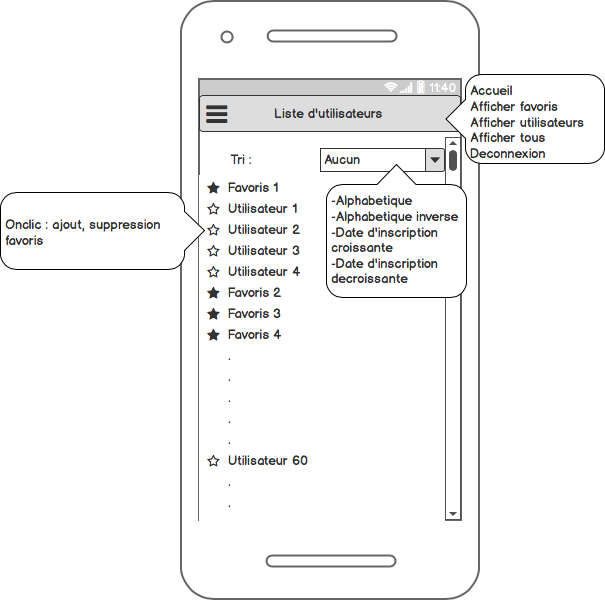 11:40
Liste d'utilisateurs
Accueil
Afficher favoris
Afficher utilisateurs
Afficher tous
Deconnexion
Tri :
Aucun
-Alphabetique
-Alphabetique inverse
-Date d'inscription
croissante
-Date d'inscription
decroissante
Onclic : ajout, suppression
favoris
Favoris 1
Utilisateur 1
Utilisateur 2
Utilisateur 3
Utilisateur 4
Favoris 2
Favoris 3
Favoris 4
.
.
.
.
.
Utilisateur 60
.
.